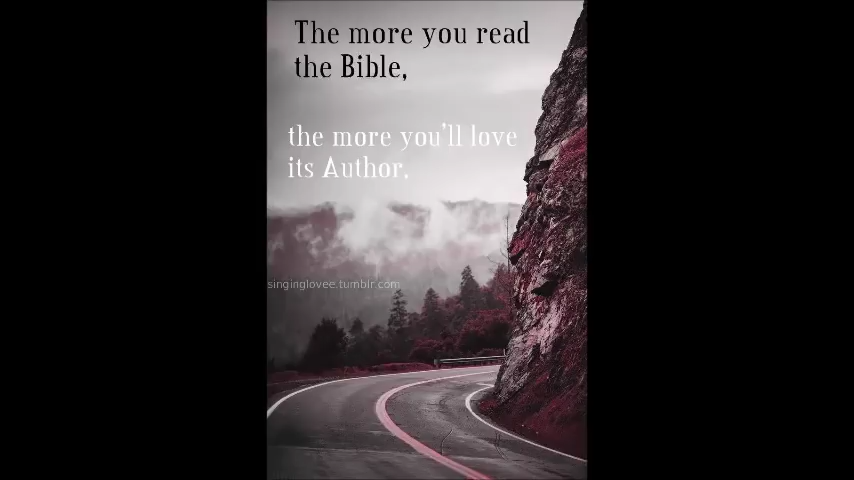 The more you read
the Bible,
the more you'll love
its Author.
singinglovee.tumblr.com